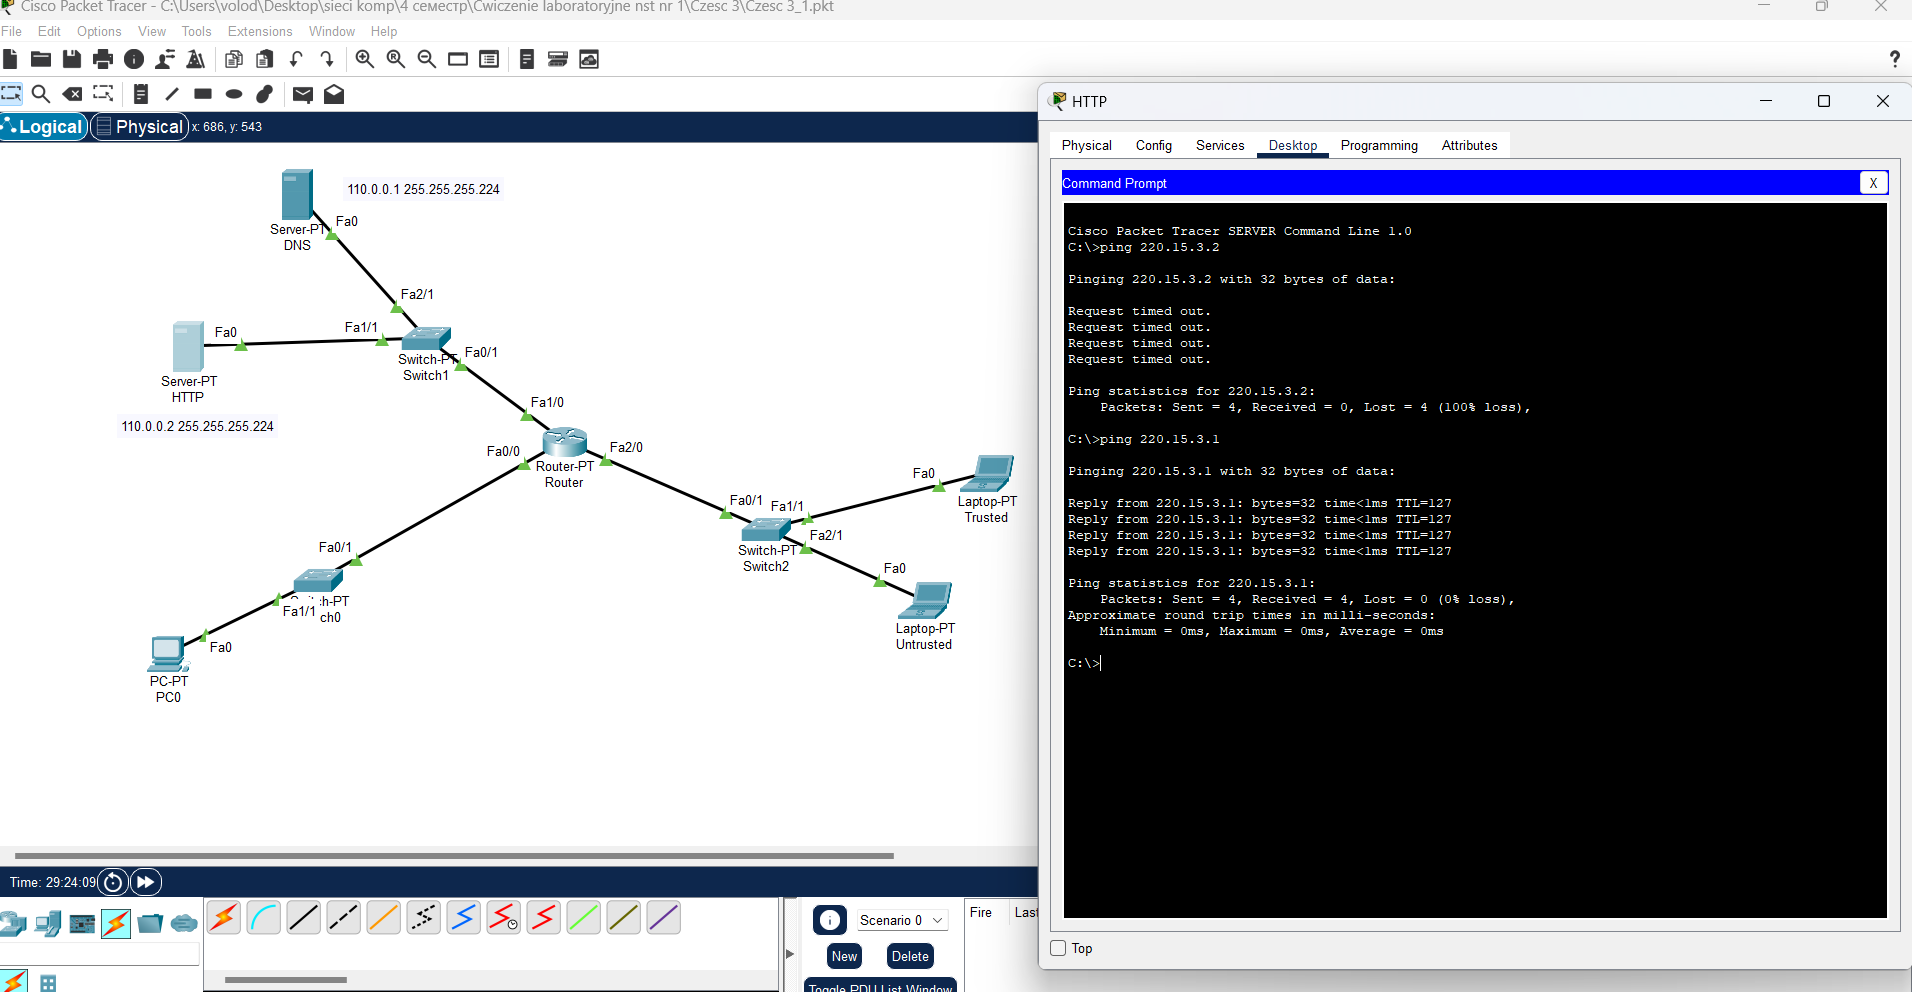 Cisco Packet Tracer - C:\Users\volod\Desktop\sieci komp\4 семестр\Cwiczenie laboratoryjne nst nr 1\Czesc 3\Czesc 3_1.pkt
File Edit Options View Tools Extensions Window Help
Logical Physical x: 686, y: 543
110.0.0.1 255.255.255.224
Fa0
Server-PT
DNS
Fa2/1
Fa0
Fa1/1
Switch-PT
Switch1
Fa0/1
Server-PT
HTTP
110.0.0.2 255.255.255.224
Fa1/0
Fa0/0
Fa2/0
Router-PT
Router
Fa0
Laptop-PT
Trusted
Fa0/1
Fa1/1
Fa2/1
Switch-PT
Switch2
Fa0
Laptop-PT
Untrusted
Fa0/1
ch-PT
Fa1/1
ch0
Fa0
PC-PT
PC0
Time: 29:24:09
Scenario 0
New
Delete
Toggle PDU List Window
Fire
Last
HTTP
Physical Config Services Desktop Programming Attributes
Command Prompt
X
Cisco Packet Tracer SERVER Command Line 1.0
C:\>ping 220.15.3.2
Pinging 220.15.3.2 with 32 bytes of data:
Request timed out.
Request timed out.
Request timed out.
Request timed out.
Ping statistics for 220.15.3.2:
Packets: Sent = 4, Received = 0, Lost = 4 (100% loss),
C:\>ping 220.15.3.1
Pinging 220.15.3.1 with 32 bytes of data:
Reply from 220.15.3.1: bytes=32 time<1ms TTL=127
Reply from 220.15.3.1: bytes=32 time<1ms TTL=127
Reply from 220.15.3.1: bytes=32 time<1ms TTL=127
Reply from 220.15.3.1: bytes=32 time<1ms TTL=127
Ping statistics for 220.15.3.1:
Packets: Sent = 4, Received = 4, Lost = 0 (0% loss),
Approximate round trip times in milli-seconds:
Minimum = 0ms, Maximum = 0ms, Average = 0ms
C:\>
Top